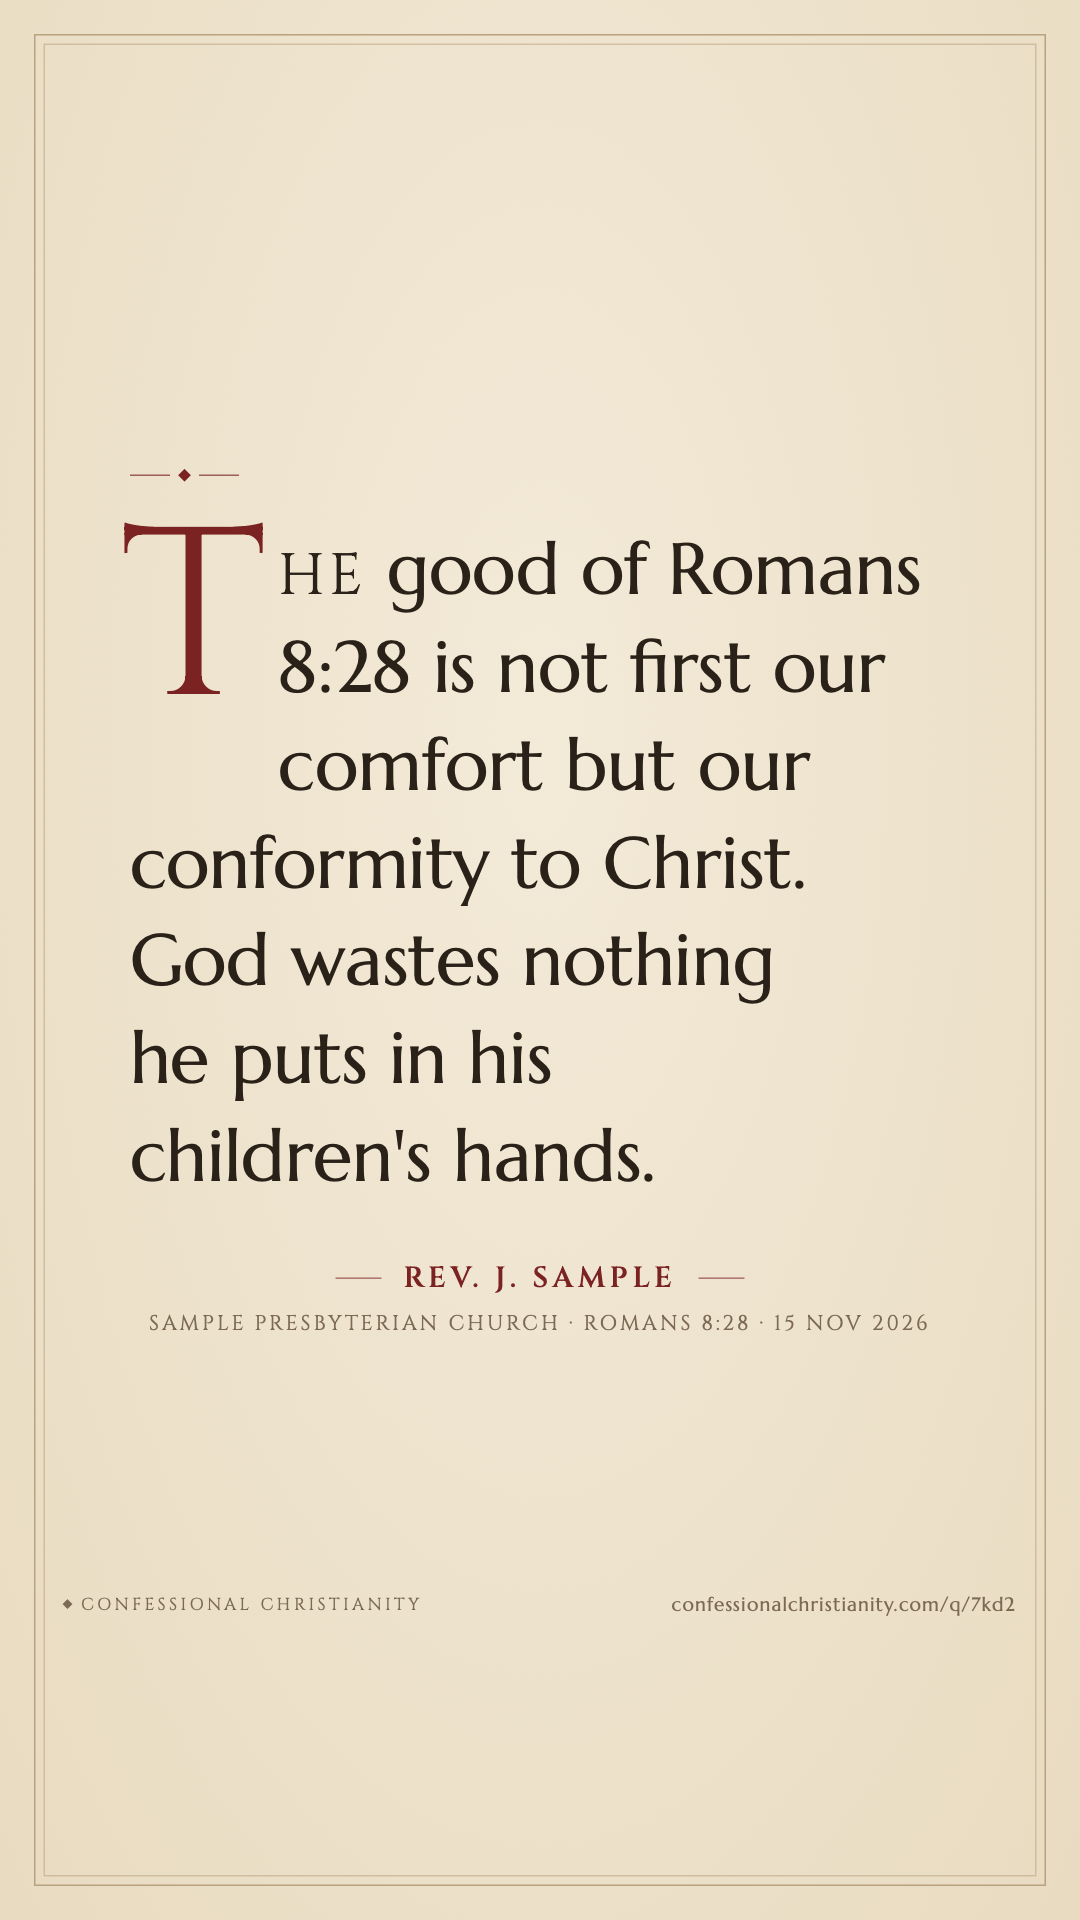 THE good of Romans
8:28 is not first our
comfort but our
conformity to Christ.
God wastes nothing
he puts in his
children's hands.
REV. J. SAMPLE
SAMPLE PRESBYTERIAN CHURCH · ROMANS 8:28 · 15 NOV 2026
CONFESSIONAL CHRISTIANITY
confessionalchristianity.com/q/7kd2